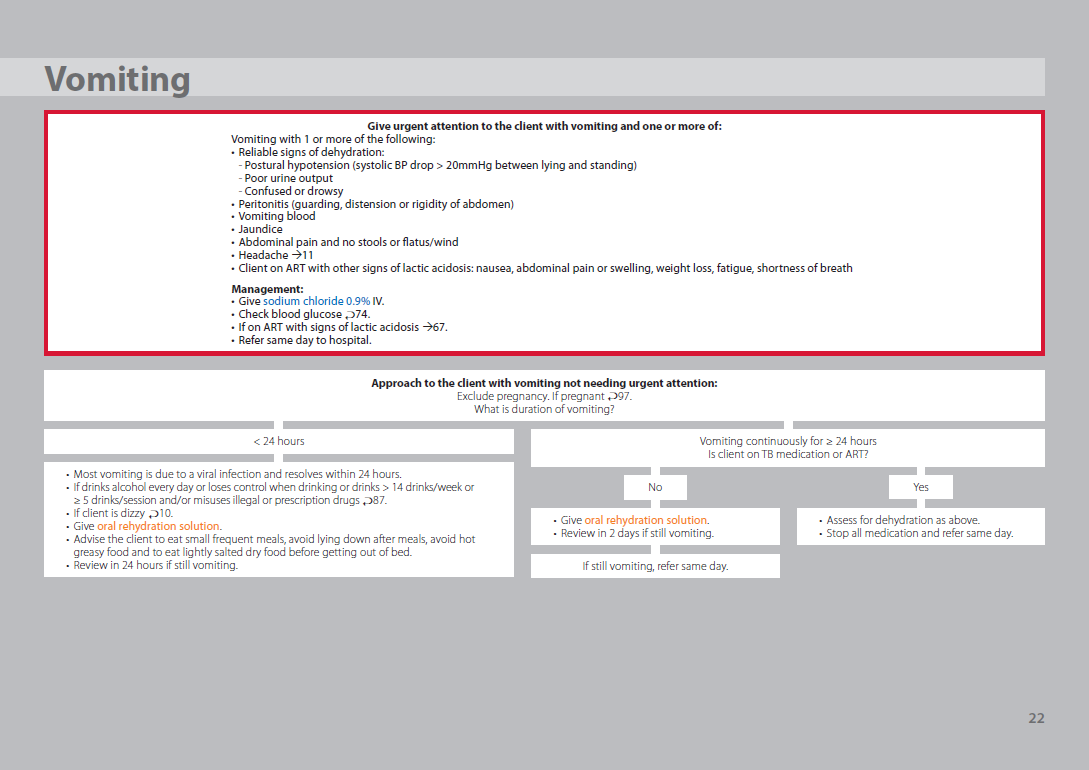 Vomiting
Give urgent attention to the client with vomiting and one or more of:
Vomiting with 1 or more of the following:
• Reliable signs of dehydration:
- Postural hypotension (systolic BP drop > 20mmHg between lying and standing)
- Poor urine output
- Confused or drowsy
• Peritonitis (guarding, distension or rigidity of abdomen)
• Vomiting blood
• Jaundice
• Abdominal pain and no stools or flatus/wind
• Headache →11
• Client on ART with other signs of lactic acidosis: nausea, abdominal pain or swelling, weight loss, fatigue, shortness of breath
Management:
• Give sodium chloride 0.9% IV.
• Check blood glucose ⮐74.
• If on ART with signs of lactic acidosis →67.
• Refer same day to hospital.
Approach to the client with vomiting not needing urgent attention:
Exclude pregnancy. If pregnant ⮐97.
What is duration of vomiting?
< 24 hours
• Most vomiting is due to a viral infection and resolves within 24 hours.
• If drinks alcohol every day or loses control when drinking or drinks > 14 drinks/week or
≥ 5 drinks/session and/or misuses illegal or prescription drugs ⮐87.
• If client is dizzy ⮐10.
• Give oral rehydration solution.
• Advise the client to eat small frequent meals, avoid lying down after meals, avoid hot
greasy food and to eat lightly salted dry food before getting out of bed.
• Review in 24 hours if still vomiting.
Vomiting continuously for ≥ 24 hours
Is client on TB medication or ART?
No
• Give oral rehydration solution.
• Review in 2 days if still vomiting.
If still vomiting, refer same day.
Yes
• Assess for dehydration as above.
• Stop all medication and refer same day.
22